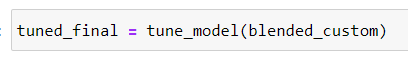 tuned_final = tune_model(blended_custom)